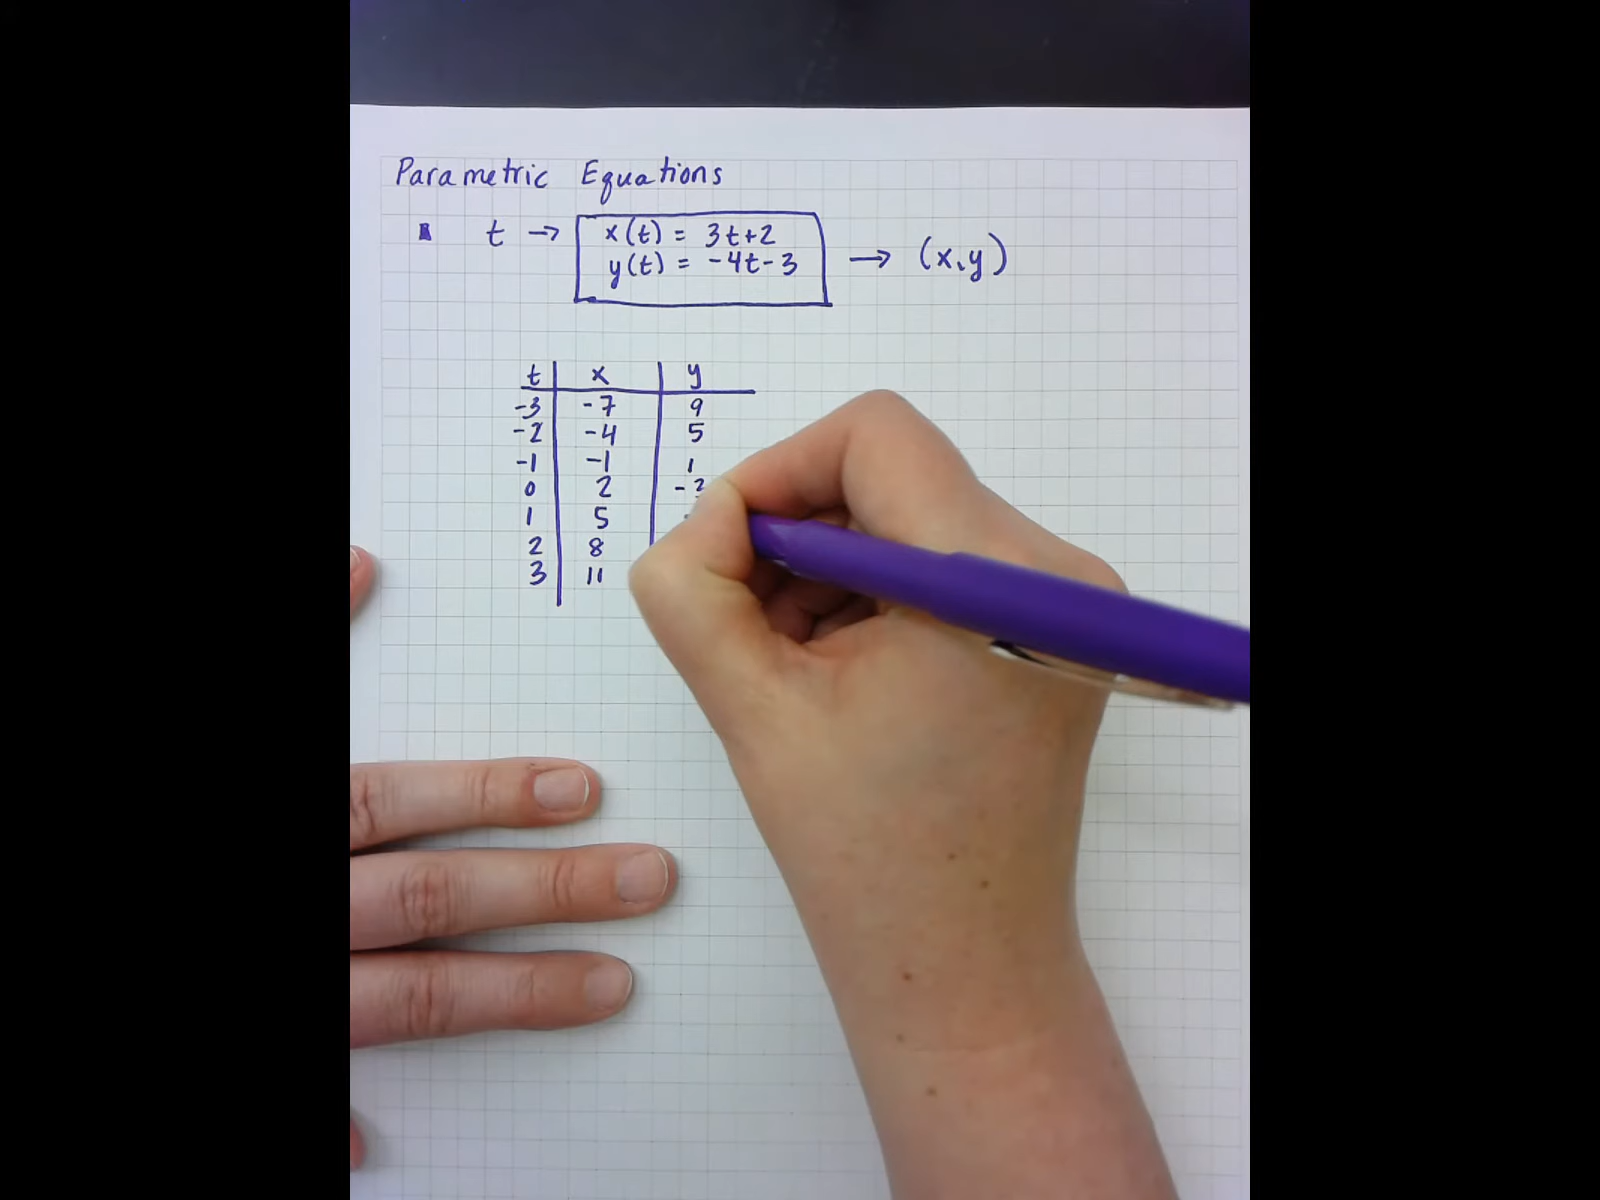 Parametric Equations
t → x(t) = 3t+2
y(t) = -4t-3 → (x,y)
t x y
-3 -7 9
-2 -4 5
-1 -1 1
0 2 -3
1 5
2 8
3 11